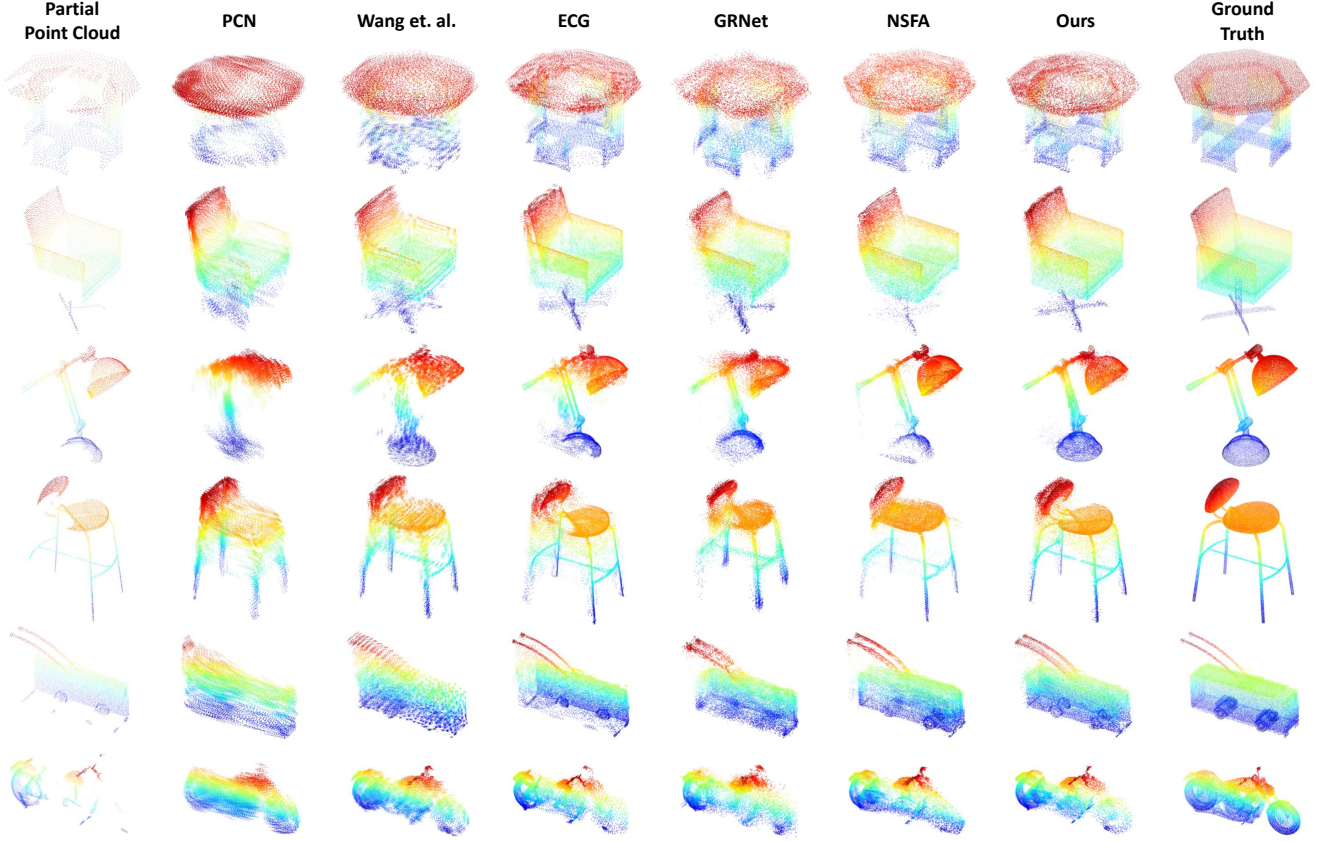 Partial
Point Cloud
PCN
Wang et. al.
ECG
GRNet
NSFA
Ours
Ground
Truth